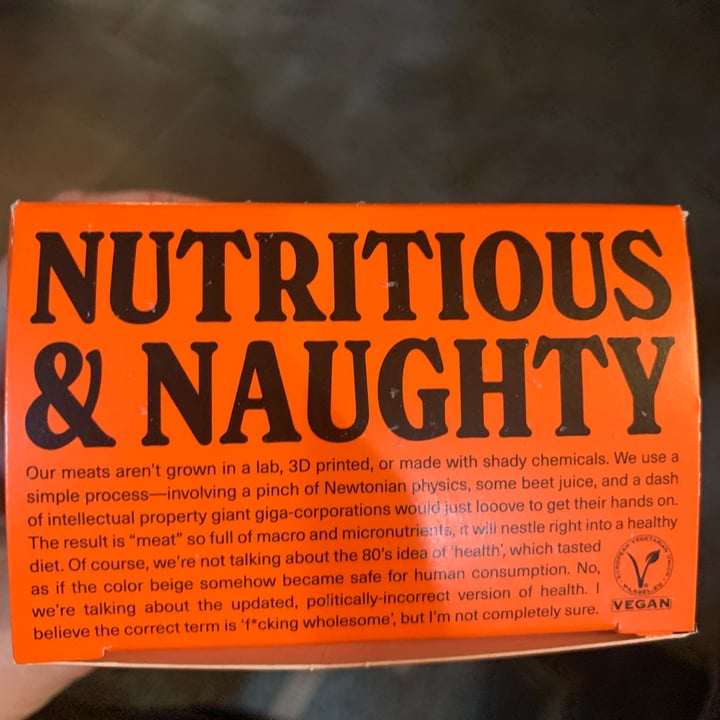 NUTRITIOUS
& NAUGHTY
Our meats aren't grown in a lab, 3D printed, or made with shady chemicals. We use a
simple process—involving a pinch of Newtonian physics, some beet juice, and a dash
of intellectual property giant giga-corporations would just looove to get their hands on.
The result is "meat" so full of macro and micronutrients, it will nestle right into a healthy
diet. Of course, we're not talking about the 80's idea of 'health', which tasted
as if the color beige somehow became safe for human consumption. No,
we're talking about the updated, politically-incorrect version of health. I
believe the correct term is 'f*cking wholesome', but I'm not completely sure.
EUROPEAN VEGETARIAN UNION
V-LABEL.EU
VEGAN